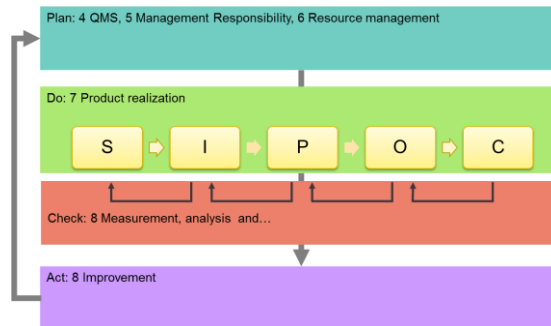 Plan: 4 QMS, 5 Management Responsibility, 6 Resource management
Do: 7 Product realization
S I P O C
Check: 8 Measurement, analysis and…
Act: 8 Improvement